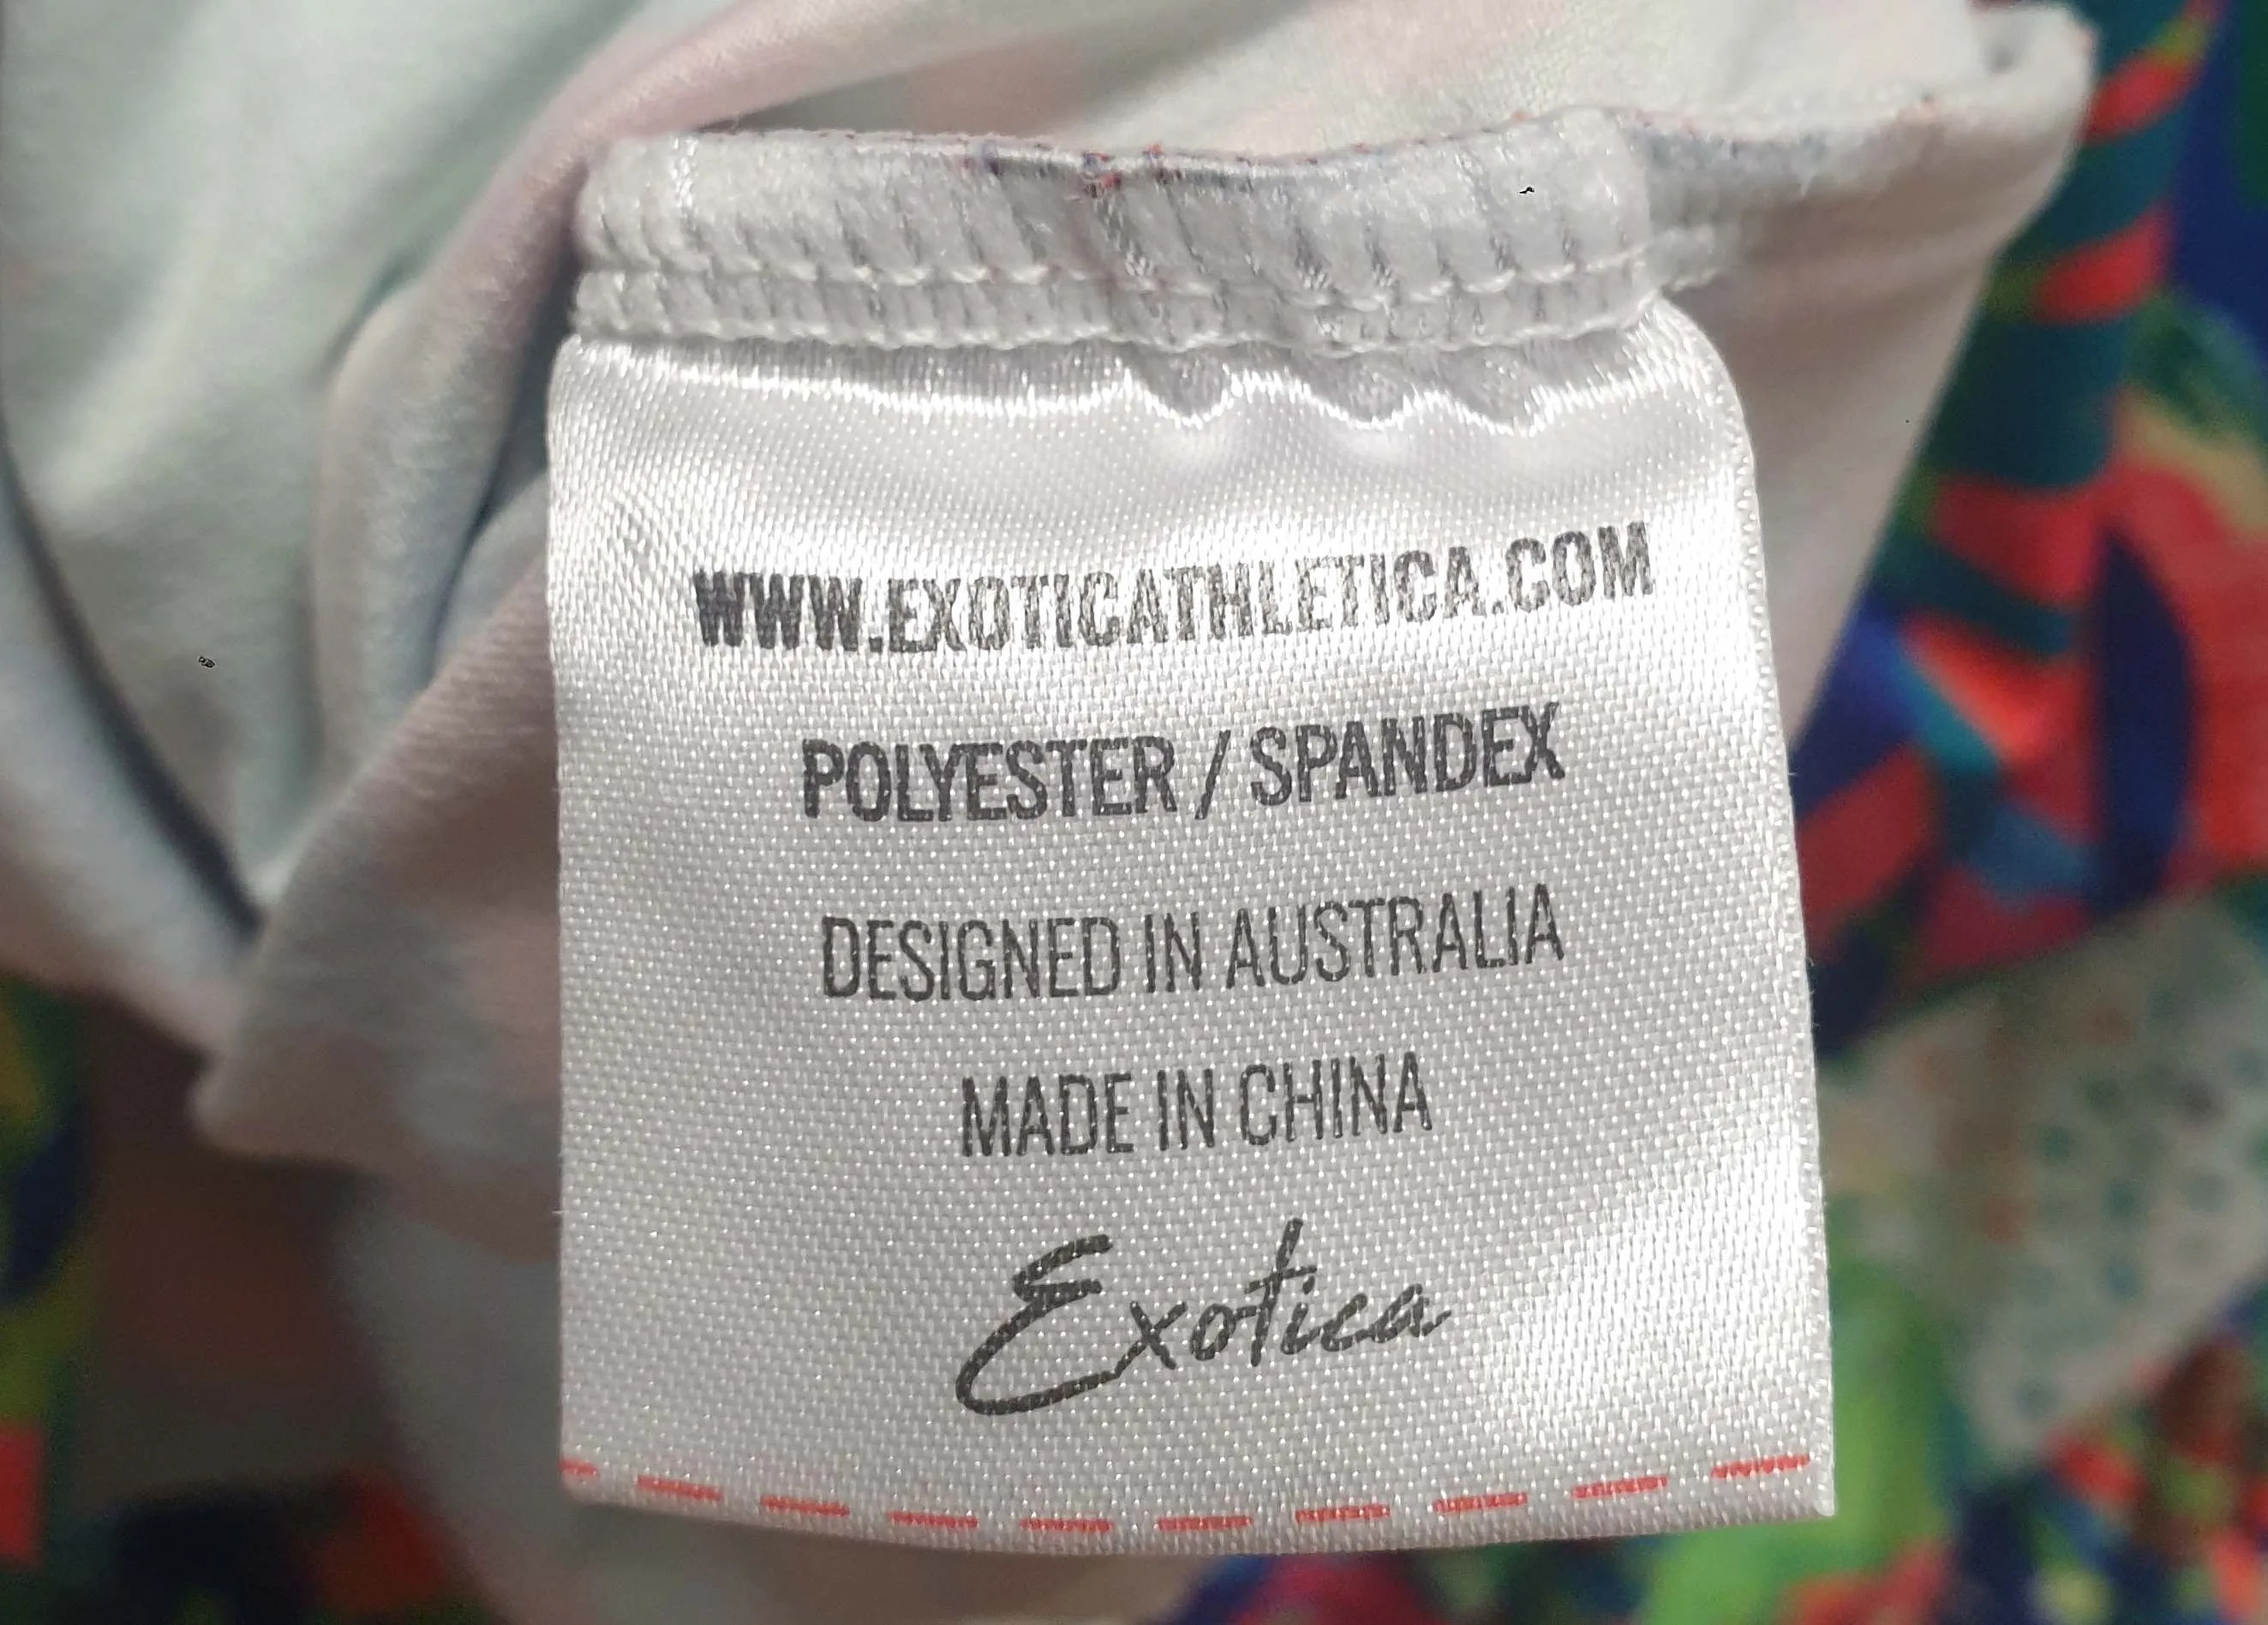 WWW.EXOTICATHLETICA.COM
POLYESTER / SPANDEX
DESIGNED IN AUSTRALIA
MADE IN CHINA
Exotica